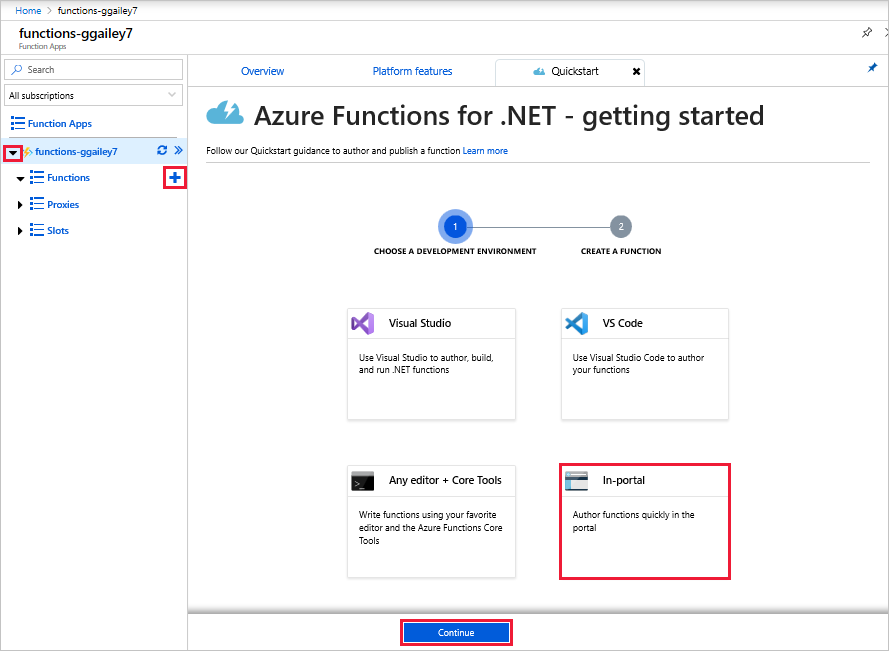 Home > functions-ggailey7
functions-ggailey7
Function Apps
Search
All subscriptions
Function Apps
functions-ggailey7
Functions
Proxies
Slots
Overview
Platform features
Quickstart
Azure Functions for .NET - getting started
Follow our Quickstart guidance to author and publish a function Learn more
1
2
CHOOSE A DEVELOPMENT ENVIRONMENT
CREATE A FUNCTION
Visual Studio
Use Visual Studio to author, build,
and run .NET functions
VS Code
Use Visual Studio Code to author
your functions
Any editor + Core Tools
Write functions using your favorite
editor and the Azure Functions Core
Tools
In-portal
Author functions quickly in the
portal
Continue